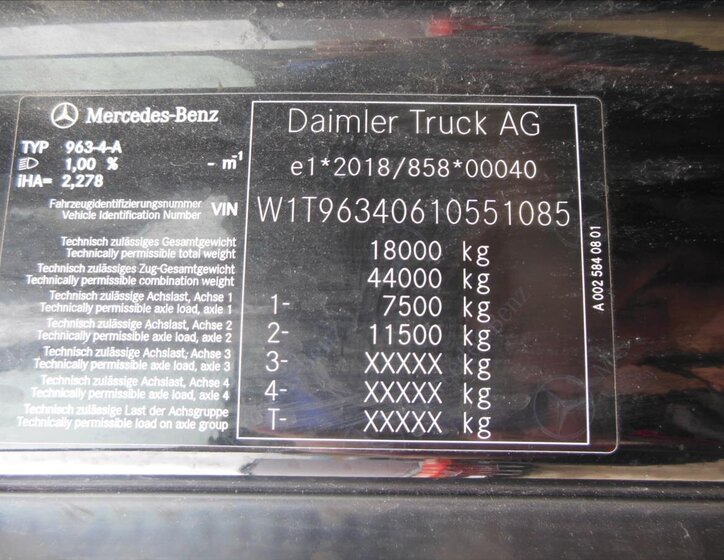 Mercedes-Benz
Daimler Truck AG
TYP 963-4-A
1,00 % - m⁻¹
iHA= 2,278
e1*2018/858*00040
Fahrzeugidentifizierungsnummer
Vehicle Identification Number VIN W1T96340610551085
Technisch zulässiges Gesamtgewicht
Technically permissible total weight 18000 kg
Technisch zulässiges Zug-Gesamtgewicht
Technically permissible combination weight 44000 kg
Technisch zulässige Achslast, Achse 1
Technically permissible axle load, axle 1 1- 7500 kg
Technisch zulässige Achslast, Achse 2
Technically permissible axle load, axle 2 2- 11500 kg
Technisch zulässige Achslast, Achse 3
Technically permissible axle load, axle 3 3- XXXXX kg
Technisch zulässige Achslast, Achse 4
Technically permissible axle load, axle 4 4- XXXXX kg
Technisch zulässige Last der Achsgruppe
Technically permissible load on axle group T- XXXXX kg
A 002 584 08 01